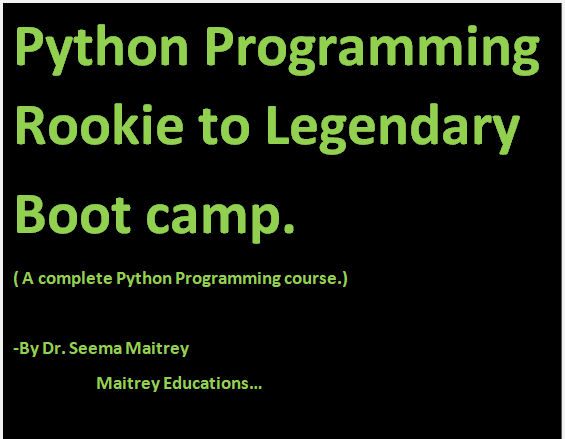 Python Programming
Rookie to Legendary
Boot camp.
( A complete Python Programming course.)
-By Dr. Seema Maitrey
Maitrey Educations...